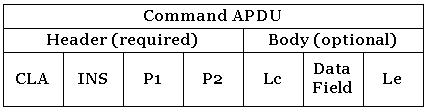 Command APDU
Header (required) Body (optional)
CLA INS P1 P2 Lc Data Field Le